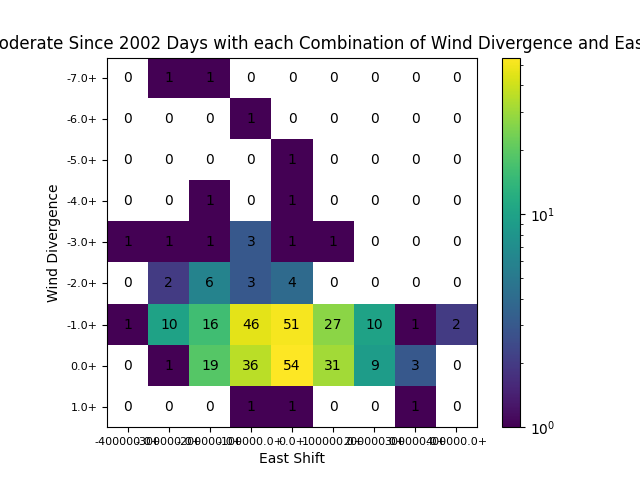 oderate Since 2002 Days with each Combination of Wind Divergence and Eas
-7.0+ 0 1 1 0 0 0 0 0 0
-6.0+ 0 0 0 1 0 0 0 0 0
-5.0+ 0 0 0 0 1 0 0 0 0
-4.0+ 0 0 1 0 1 0 0 0 0
-3.0+ 1 1 1 3 1 1 0 0 0
-2.0+ 0 2 6 3 4 0 0 0 0
-1.0+ 1 10 16 46 51 27 10 1 2
0.0+ 0 1 19 36 54 31 9 3 0
1.0+ 0 0 0 1 1 0 0 1 0
Wind Divergence
0.0+
East Shift
10^1
10^0